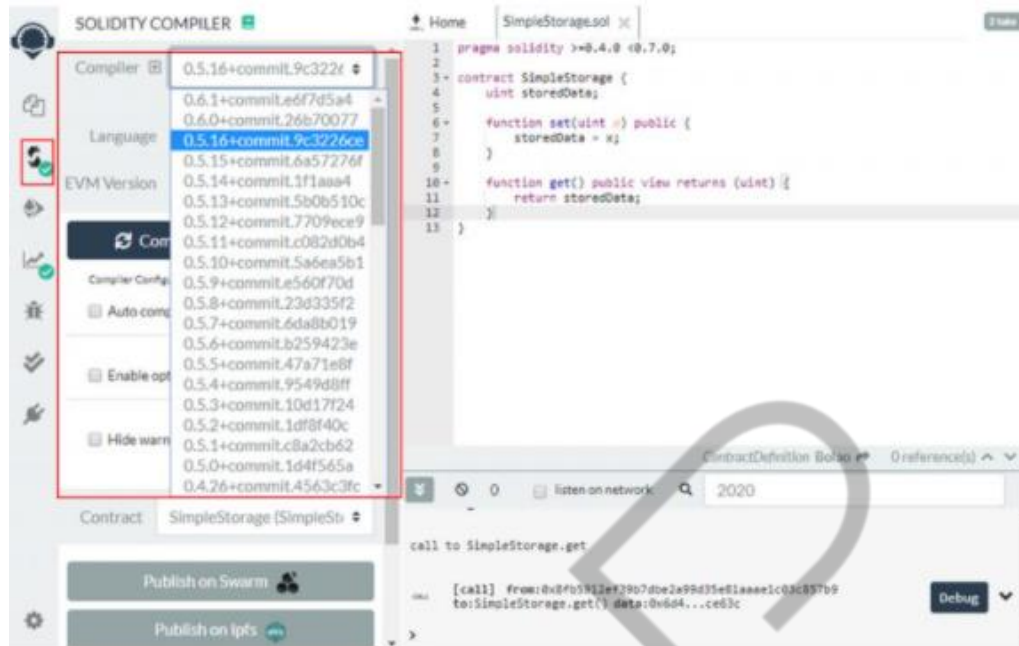 SOLIDITY COMPILER
Compiler
0.5.16+commit.9c3226
0.6.1+commit.e6f7d5a4
0.6.0+commit.26b70077
Language
0.5.16+commit.9c3226ce
0.5.15+commit.6a57276f
EVM Version
0.5.14+commit.1f1aaa4
0.5.13+commit.5b0b510c
0.5.12+commit.7709ece9
Com
0.5.11+commit.c082d0b4
0.5.10+commit.5a6ea5b1
Compiler Config
0.5.9+commit.e560f70d
Auto comp
0.5.8+commit.23d335f2
0.5.7+commit.6da8b019
0.5.6+commit.b259423e
Enable opt
0.5.5+commit.47a71e8f
0.5.4+commit.9549d8ff
0.5.3+commit.10d17f24
0.5.2+commit.1df8f40c
Hide warn
0.5.1+commit.c8a2cb62
0.5.0+commit.1d4f565a
0.4.26+commit.4563c3fc
Contract
SimpleStorage (SimpleSto
Publish on Swarm
Publish on Ipfs
Home
SimpleStorage.sol
1 pragma solidity >=0.4.0 <0.7.0;
2
3 contract SimpleStorage {
4 uint storedData;
5
6 function set(uint x) public {
7 storedData = x;
8 }
9
10 function get() public view returns (uint) {
11 return storedData;
12 }
13 }
ContractDefinition
0 reference(s)
0
listen on network
2020
call to SimpleStorage.get
[call] from:
to:SimpleStorage.get() data:0x6d4...ce63c
Debug
>